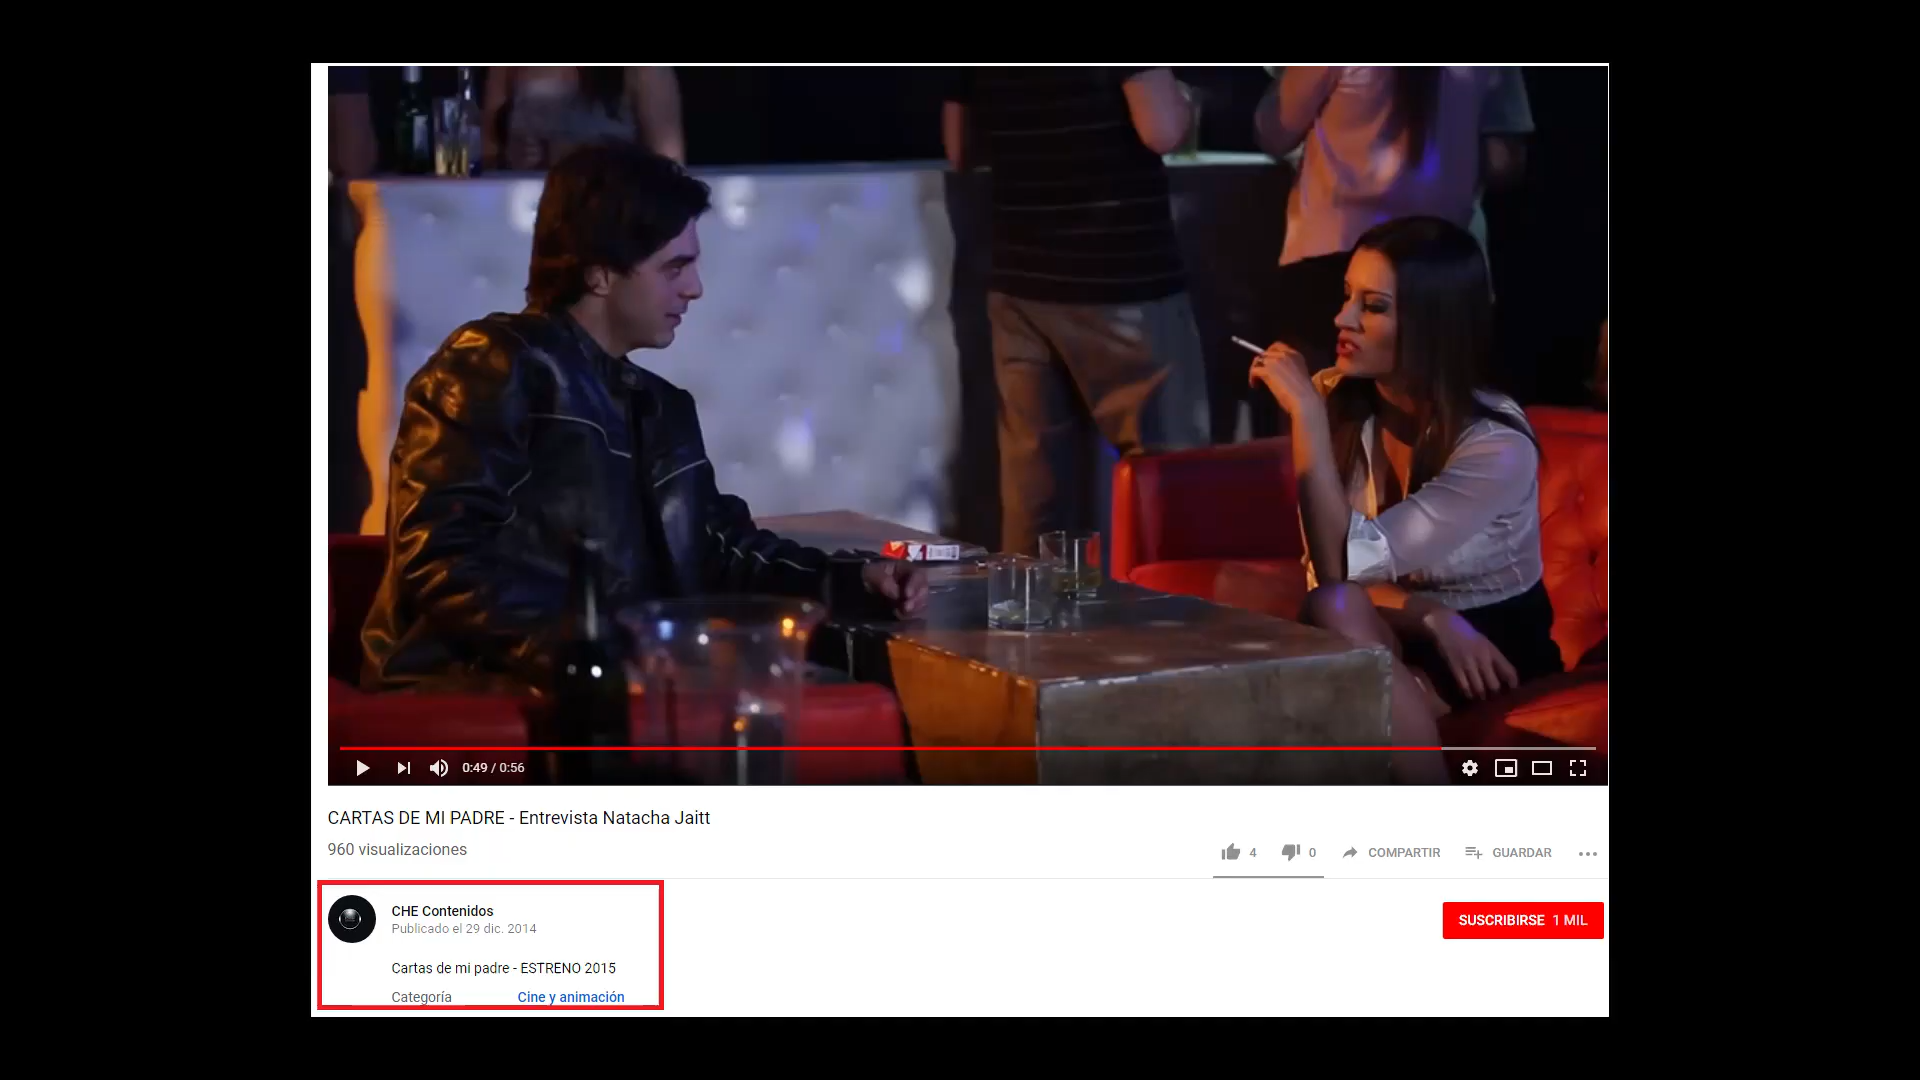 0:49 / 0:56
CARTAS DE MI PADRE - Entrevista Natacha Jaitt
960 visualizaciones
4 0 COMPARTIR GUARDAR
CHE Contenidos
Publicado el 29 dic. 2014
SUSCRIBIRSE 1 MIL
Cartas de mi padre - ESTRENO 2015
Categoría Cine y animación